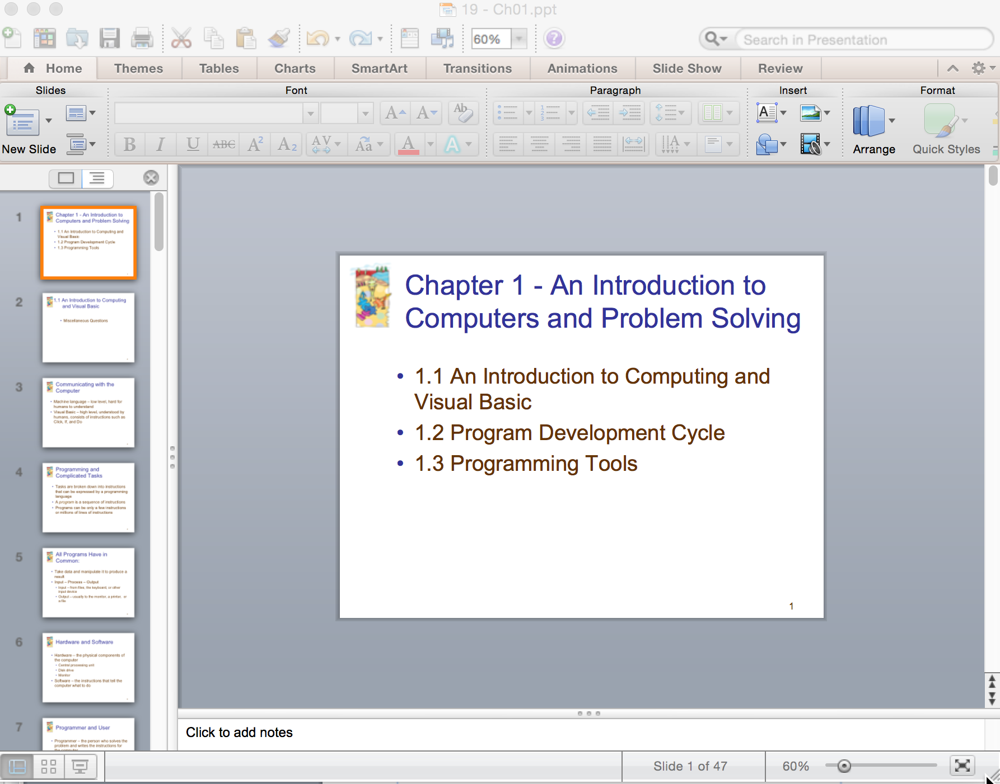 19 - Ch01.ppt
60%
Search in Presentation
Home Themes Tables Charts SmartArt Transitions Animations Slide Show Review
Slides Font Paragraph Insert Format
New Slide
Arrange
Quick Styles
1
Chapter 1 - An Introduction to
Computers and Problem Solving
• 1.1 An Introduction to Computing and
Visual Basic
• 1.2 Program Development Cycle
• 1.3 Programming Tools
2
1.1 An Introduction to Computing
and Visual Basic
• Miscellaneous Questions
3
Communicating with the
Computer
• Machine language – low level, hard for
humans to understand
• Visual Basic – high level, understood by
humans, consists of instructions such as
Click, If, and Do
4
Programming and
Complicated Tasks
• Tasks are broken down into instructions
that can be expressed by a programming
language
• A program is a sequence of instructions
• Programs can be only a few instructions
or millions of lines of instructions
5
All Programs Have in
Common:
• Take data and manipulate it to produce a
result
• Input – Process – Output
• Input – from files, the keyboard, or other
input device
• Output – usually to the monitor, a printer, or
a file
6
Hardware and Software
• Hardware – the physical components of
the computer
• Central processing unit
• Disk drive
• Monitor
• Software – the instructions that tell the
computer what to do
7
Programmer and User
• Programmer – the person who solves the
problem and writes the instructions for
the computer
Chapter 1 - An Introduction to
Computers and Problem Solving
• 1.1 An Introduction to Computing and
Visual Basic
• 1.2 Program Development Cycle
• 1.3 Programming Tools
1
Click to add notes
Slide 1 of 47
60%